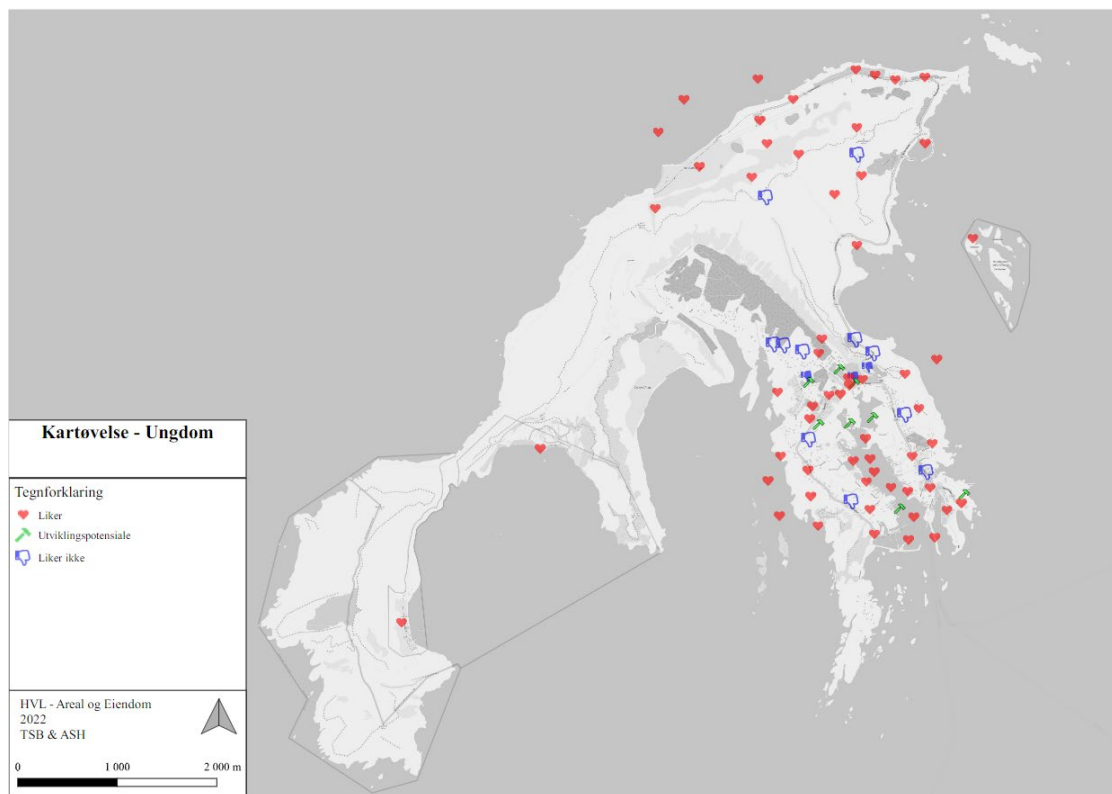 Kartøvelse - Ungdom
Tegnforklaring
Liker
Utviklingspotensiale
Liker ikke
HVL - Areal og Eiendom
2022
TSB & ASH
0 1 000 2 000 m